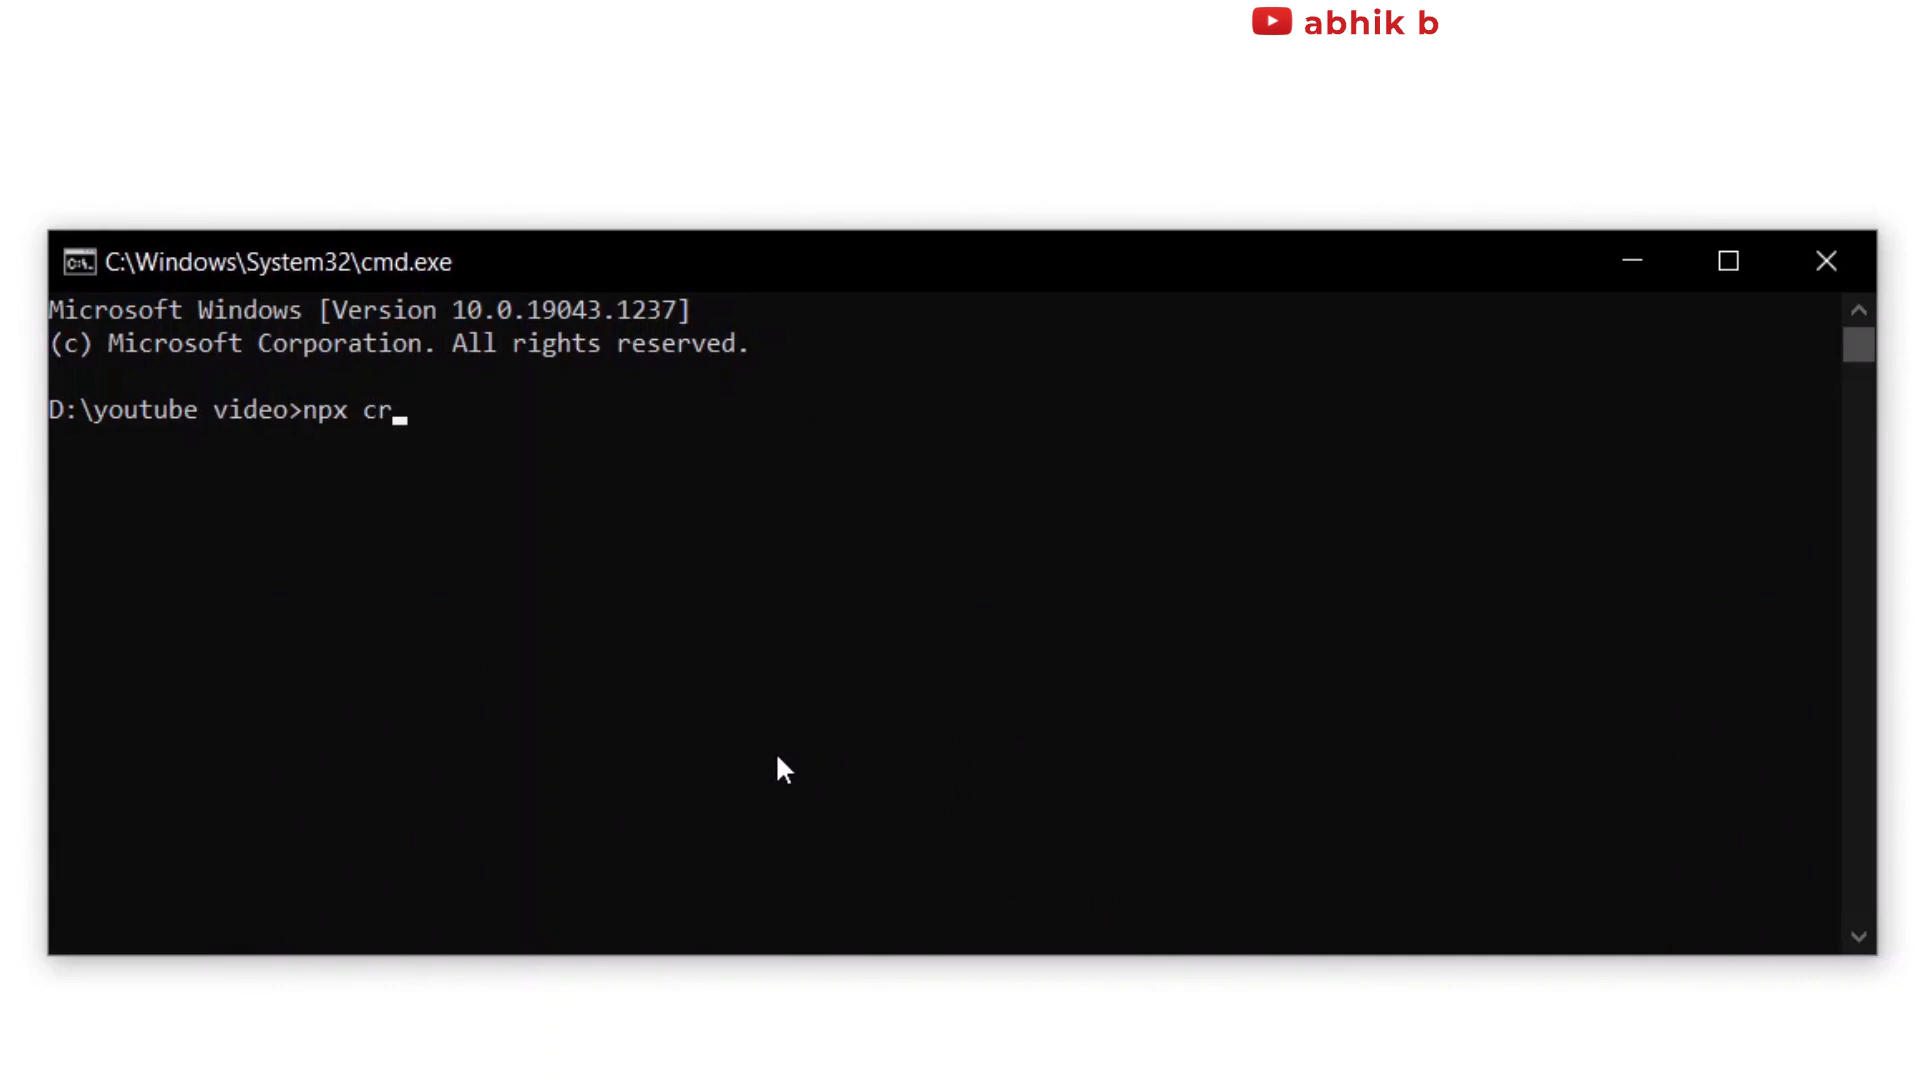 abhik b
C:\Windows\System32\cmd.exe
Microsoft Windows [Version 10.0.19043.1237]
(c) Microsoft Corporation. All rights reserved.
D:\youtube video>npx cr